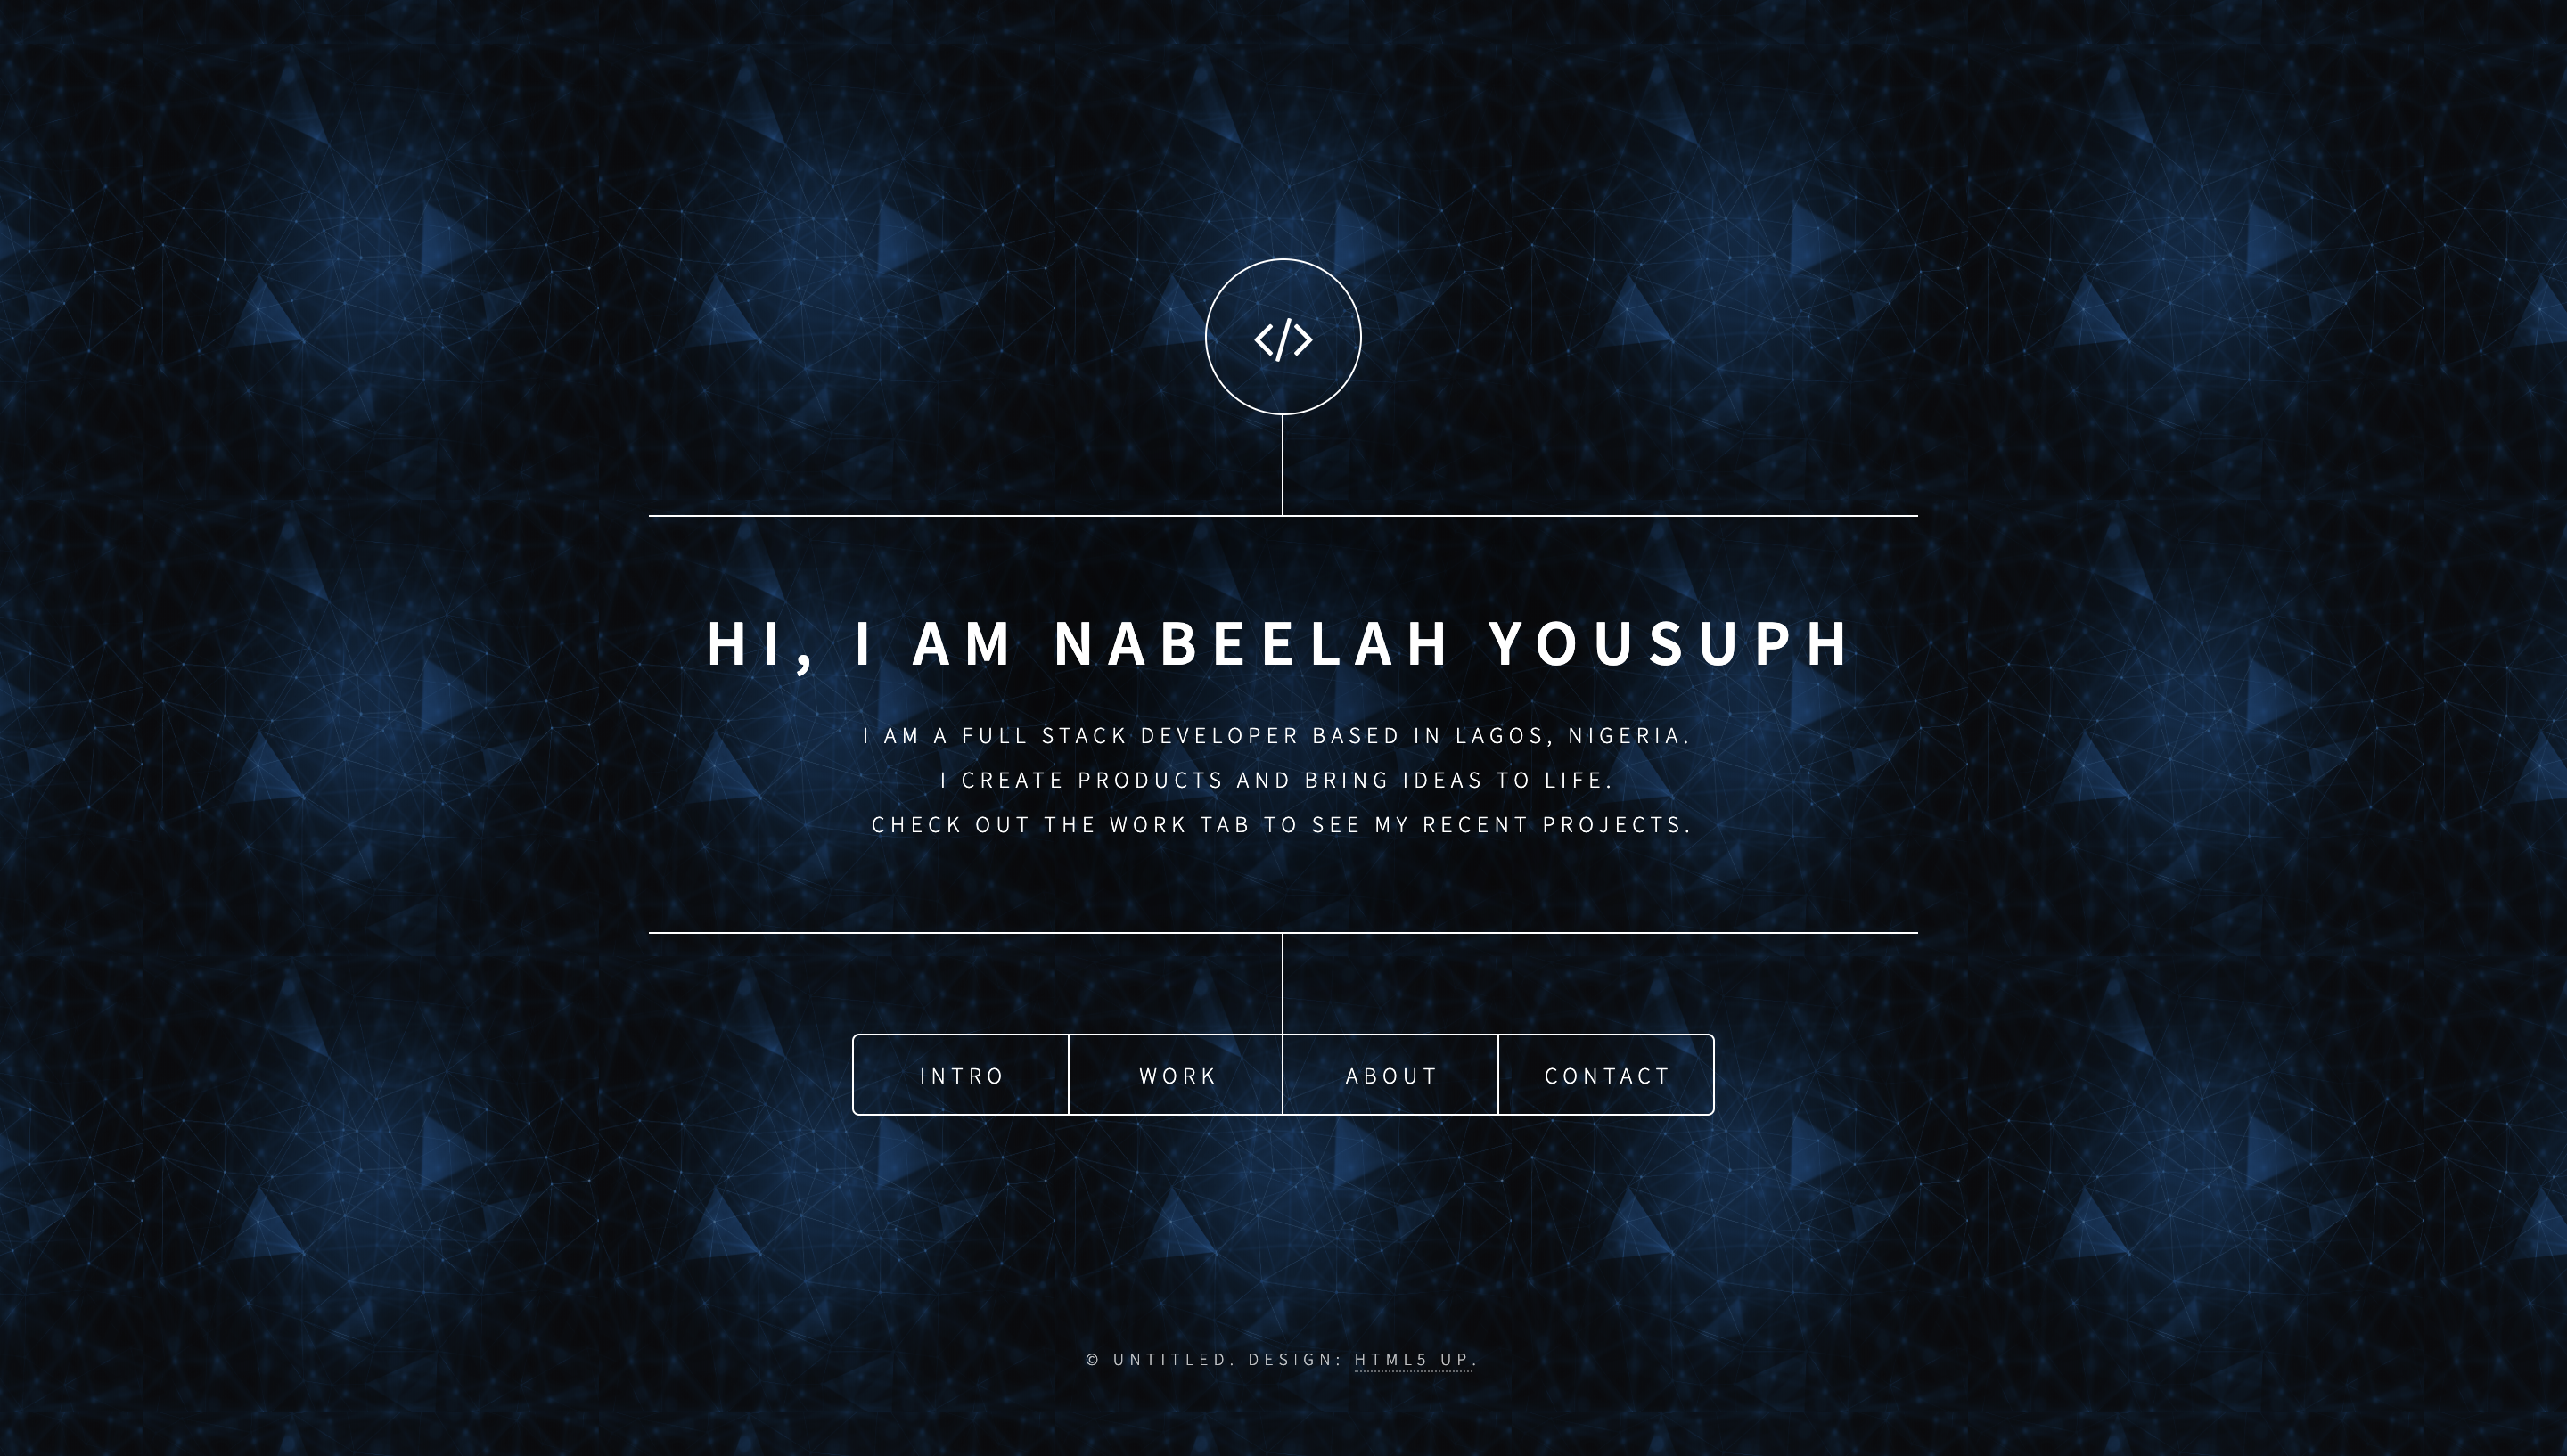 </>
HI, I AM NABEELAH YOUSUPH
I AM A FULL STACK DEVELOPER BASED IN LAGOS, NIGERIA.
I CREATE PRODUCTS AND BRING IDEAS TO LIFE.
CHECK OUT THE WORK TAB TO SEE MY RECENT PROJECTS.
INTRO WORK ABOUT CONTACT
© UNTITLED. DESIGN: HTML5 UP.